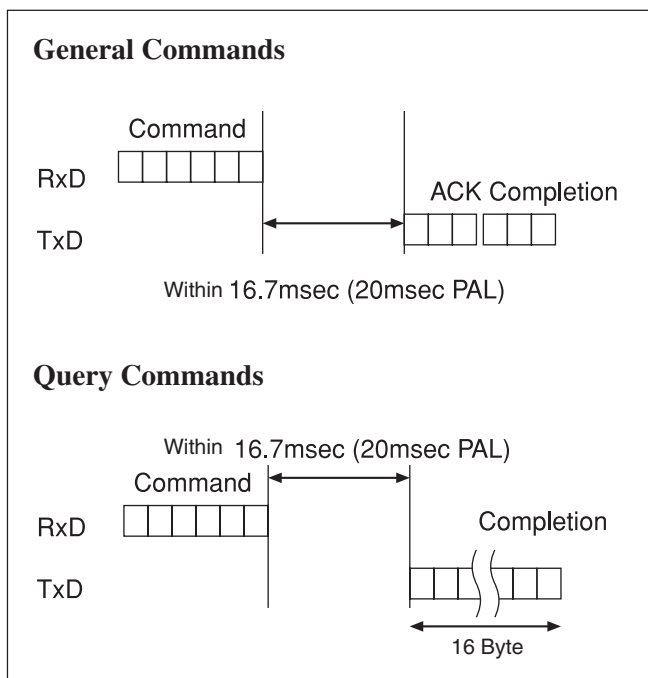 General Commands
Command
RxD
ACK Completion
TxD
Within 16.7msec (20msec PAL)
Query Commands
Within 16.7msec (20msec PAL)
Command
RxD
Completion
TxD
16 Byte